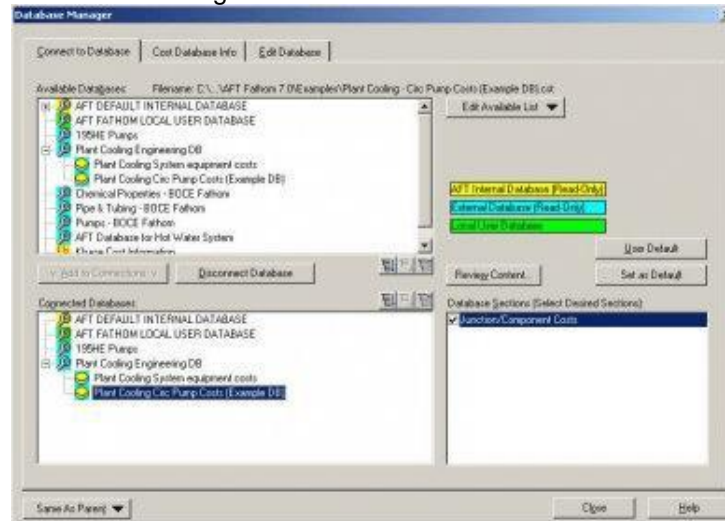 Database Manager
Connect to Database
Cost Database Info
Edit Database
Available Databases:
Filename: C:\...\AFT Fathom 7.0\Examples\Plant Cooling - Circ Pump Costs (Example DB).cst
AFT DEFAULT INTERNAL DATABASE
AFT FATHOM LOCAL USER DATABASE
195HE Pumps
Plant Cooling Engineering DB
Plant Cooling System equipment costs
Plant Cooling Circ Pump Costs (Example DB)
Chemical Properties - BOCE Fathom
Pipe & Tubing - BOCE Fathom
Pumps - BOCE Fathom
AFT Database for Hot Water System
Cost Information
Edit Available List
AFT Internal Database (Read-Only)
External Database (Read-Only)
Local User Database
User Default
Add to Connections
Disconnect Database
Review Content...
Set as Default
Connected Databases:
AFT DEFAULT INTERNAL DATABASE
AFT FATHOM LOCAL USER DATABASE
195HE Pumps
Plant Cooling Engineering DB
Plant Cooling System equipment costs
Plant Cooling Circ Pump Costs (Example DB)
Database Sections (Select Desired Sections)
Junction/Component Costs
Same As Parent
Close
Help